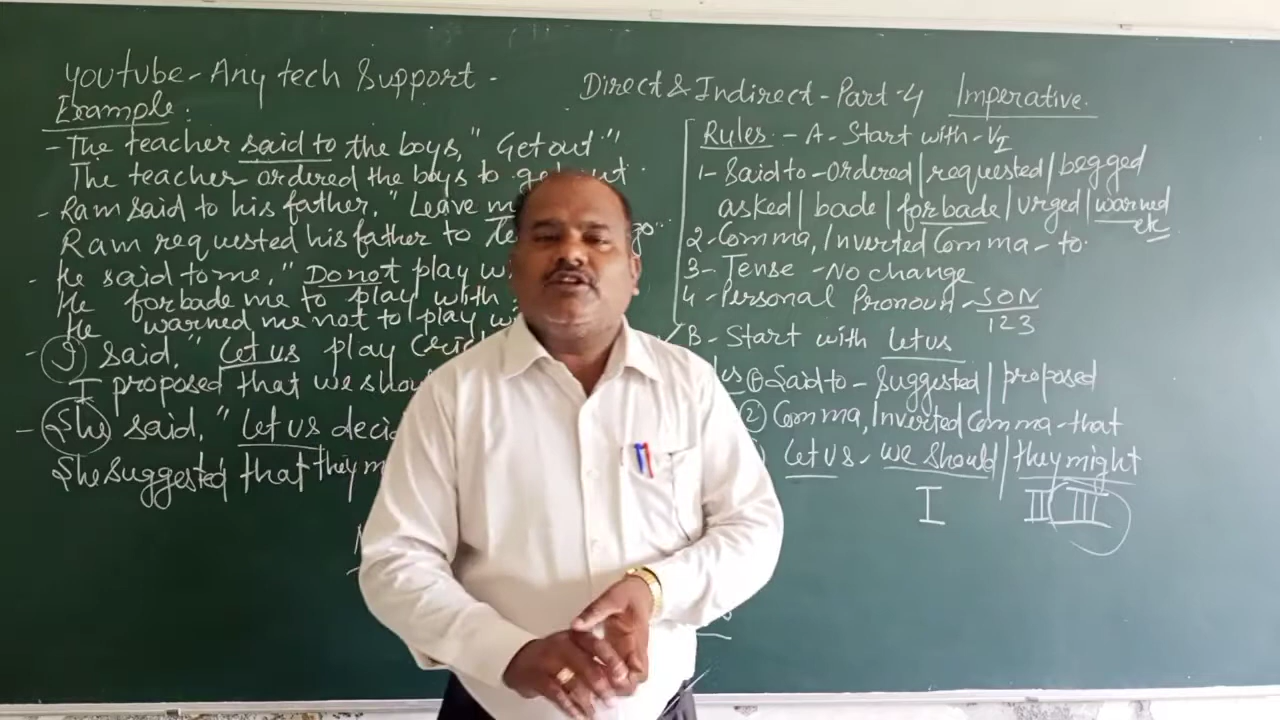 Youtube - Any tech Support -
Example:
- The teacher said to the boys, "Get out."
The teacher ordered the boys to get out.
- Ram said to his father, "Leave
Ram requested his father to go..
- He said to me, "Do not play
He forbade me to play with
He warned me not to play
- I said, "Let us play
I proposed that we
- She said, "Let us
She suggested that they
Direct & Indirect - Part-4 Imperative.
Rules. - A - Start with - V1
1- Said to - Ordered | requested | begged
asked | bade | forbade | urged | warned
etc
2- Comma, Inverted Comma - to.
3- Tense - No change
4- Personal Pronoun - SON
123
B- Start with Let us
① Said to - Suggested | proposed
② Comma, Inverted Comma - that
Let us - we should | they might
I II III